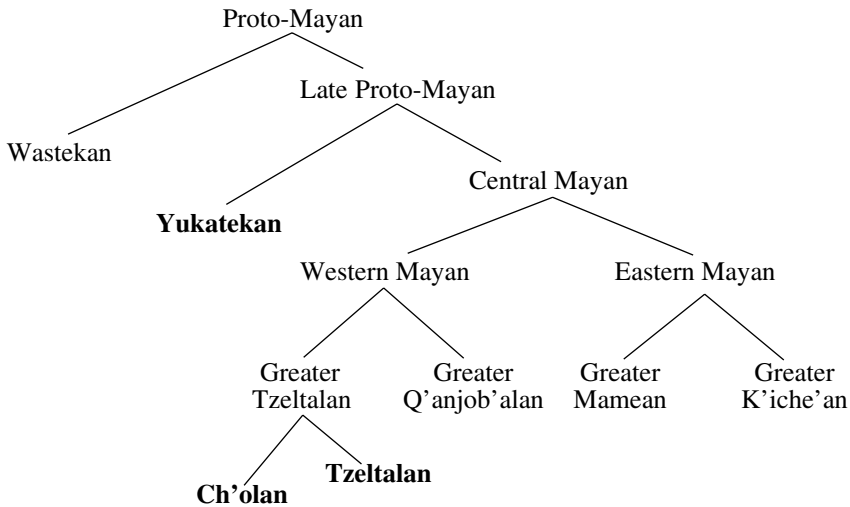 Proto-Mayan
Late Proto-Mayan
Wastekan
Central Mayan
Yukatekan
Western Mayan
Eastern Mayan
Greater
Tzeltalan
Greater
Q’anjob’alan
Greater
Mamean
Greater
K’iche’an
Tzeltalan
Ch’olan